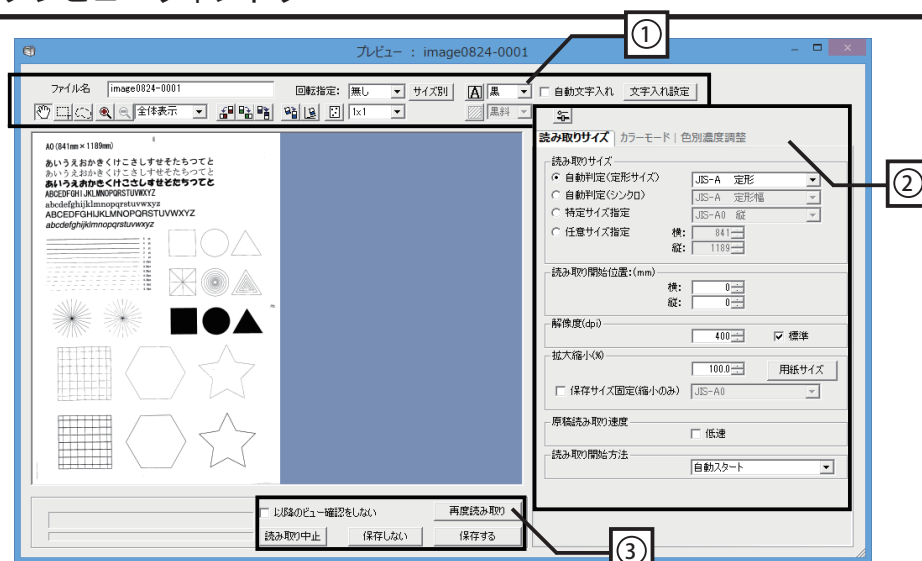 ①
プレビュー : image0824-0001
ファイル名 image0824-0001 回転指定: 無し サイズ別 A 黒 自動文字入れ 文字入れ設定
全体表示 1x1 黒斜
読み取りサイズ カラーモード 色別濃度調整
②
A0(841mm×1189mm)
あいうえおかきくけこさしすせそたちつてと
あいうえおかきくけこさしすせそたちつてと
あいうえおかきくけこさしすせそたちつてと
ABCEDFGHIJKLMNOPQRSTUVWXYZ
abcdefghijklmnopqrstuvwxyz
ABCEDFGHIJKLMNOPQRSTUVWXYZ
abcdefghijklmnopqrstuvwxyz
読み取りサイズ
自動判定(定形サイズ) JIS-A 定形
自動判定(シンクロ) JIS-A 定形幅
特定サイズ指定 JIS-A0 縦
任意サイズ指定 横: 841
縦: 1189
読み取り開始位置:(mm)
横: 0
縦: 0
解像度(dpi)
400 標準
拡大縮小(%)
100.0 用紙サイズ
保存サイズ固定(縮小のみ) JIS-A0
原稿読み取り速度
低速
読み取り開始方法
自動スタート
以降のビュー確認をしない 再度読み取り
読み取り中止 保存しない 保存する
③